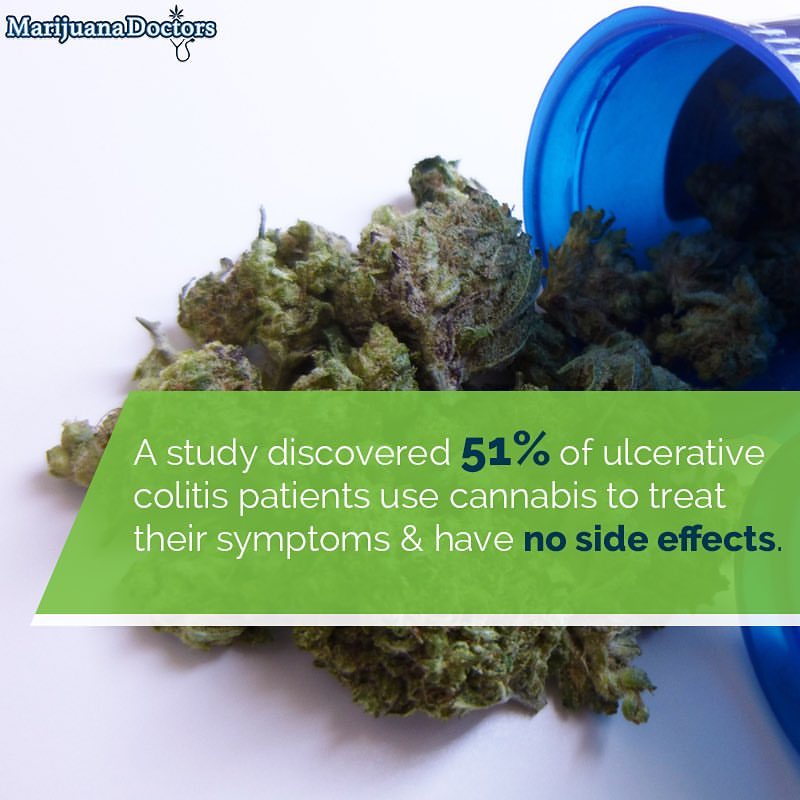 MarijuanaDoctors
A study discovered 51% of ulcerative
colitis patients use cannabis to treat
their symptoms & have no side effects.